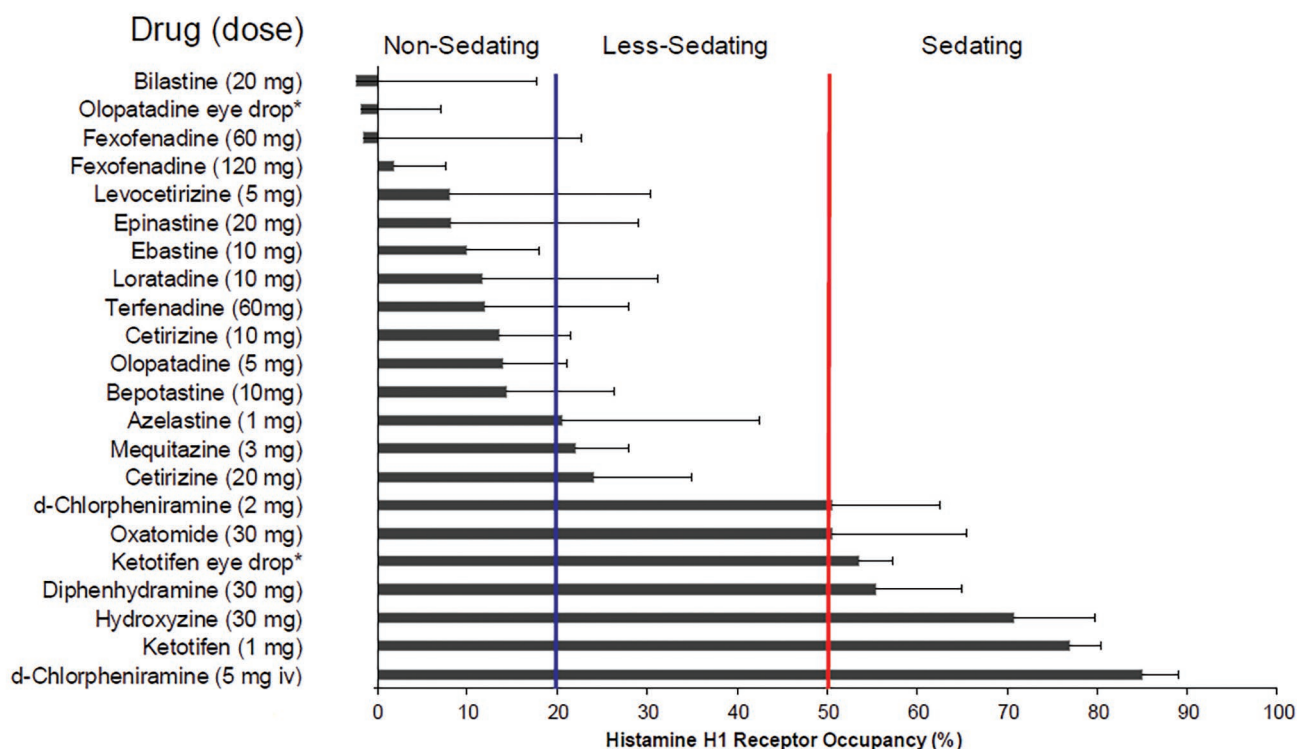 Drug (dose)
Non-Sedating
Less-Sedating
Sedating
Bilastine (20 mg)
Olopatadine eye drop*
Fexofenadine (60 mg)
Fexofenadine (120 mg)
Levocetirizine (5 mg)
Epinastine (20 mg)
Ebastine (10 mg)
Loratadine (10 mg)
Terfenadine (60mg)
Cetirizine (10 mg)
Olopatadine (5 mg)
Bepotastine (10mg)
Azelastine (1 mg)
Mequitazine (3 mg)
Cetirizine (20 mg)
d-Chlorpheniramine (2 mg)
Oxatomide (30 mg)
Ketotifen eye drop*
Diphenhydramine (30 mg)
Hydroxyzine (30 mg)
Ketotifen (1 mg)
d-Chlorpheniramine (5 mg iv)
0 10 20 30 40 50 60 70 80 90 100
Histamine H1 Receptor Occupancy (%)